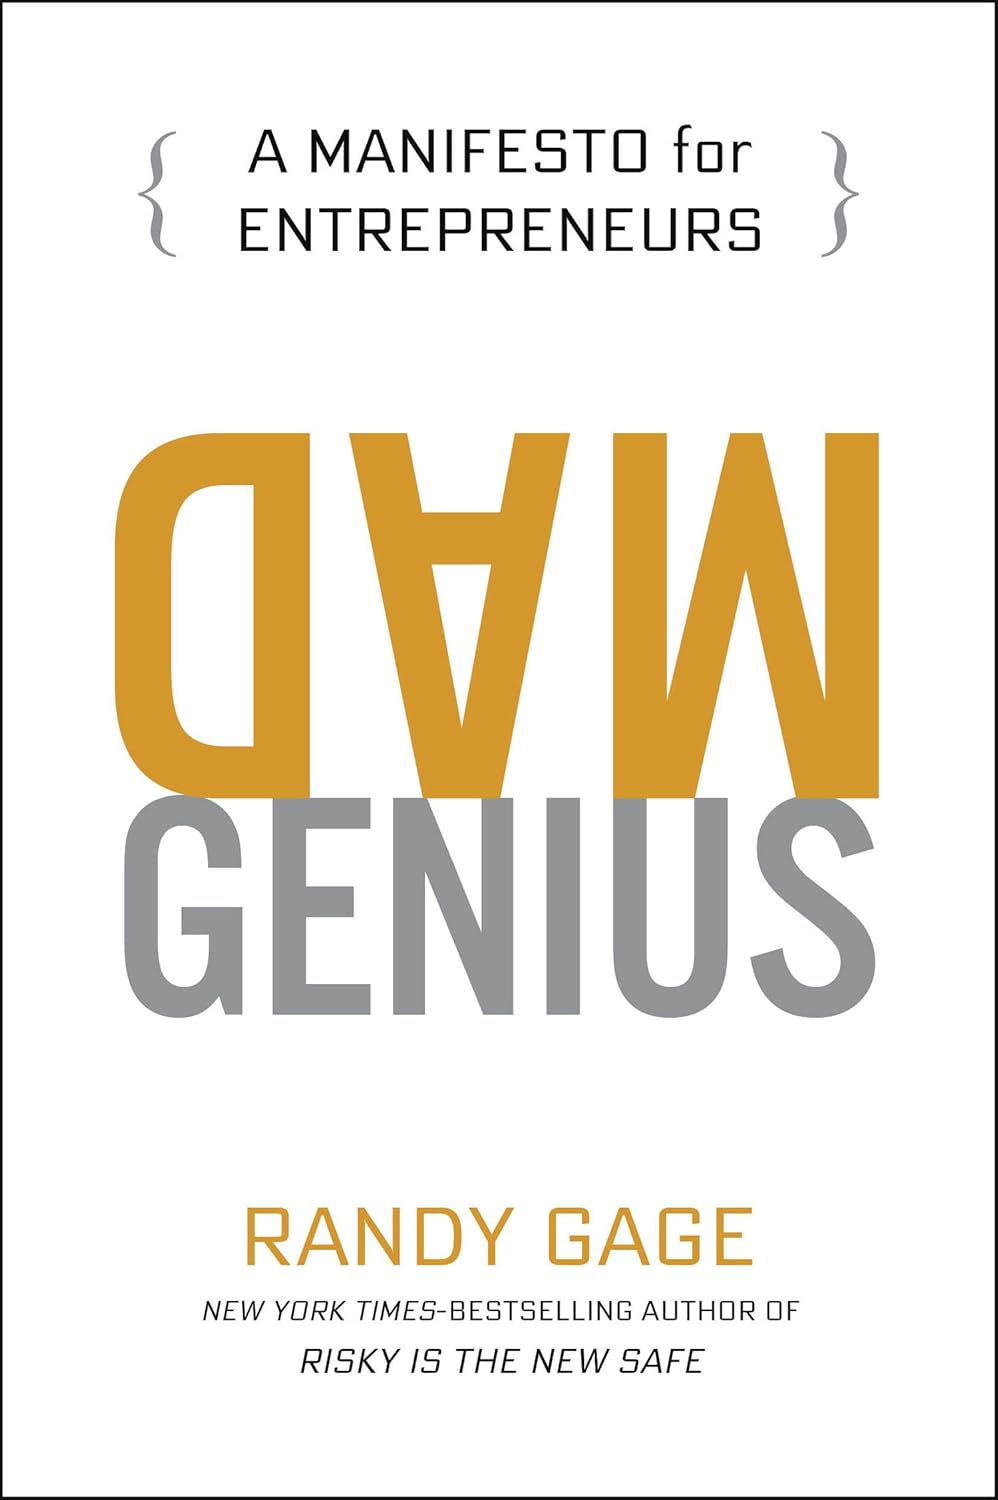 A MANIFESTO for
ENTREPRENEURS
MAD
GENIUS
RANDY GAGE
NEW YORK TIMES-BESTSELLING AUTHOR OF
RISKY IS THE NEW SAFE